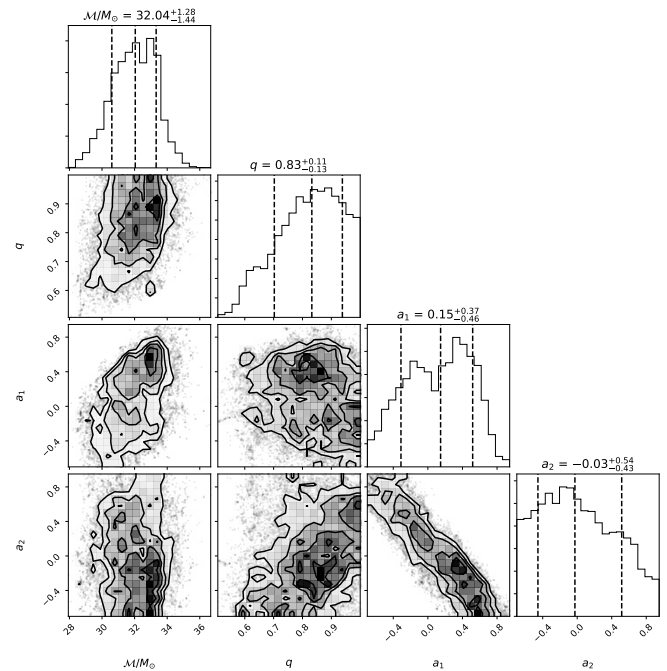 ℳ/M⊙ = 32.04+1.28−1.44
q = 0.83+0.11−0.13
0.9
0.8
0.7
0.6
q
a1 = 0.15+0.37−0.46
0.8
0.4
0.0
−0.4
a1
a2 = −0.03+0.54−0.43
0.8
0.4
0.0
−0.4
a2
28 30 32 34 36 0.6 0.7 0.8 0.9 −0.4 0.0 0.4 0.8 −0.4 0.0 0.4 0.8
ℳ/M⊙ q a1 a2